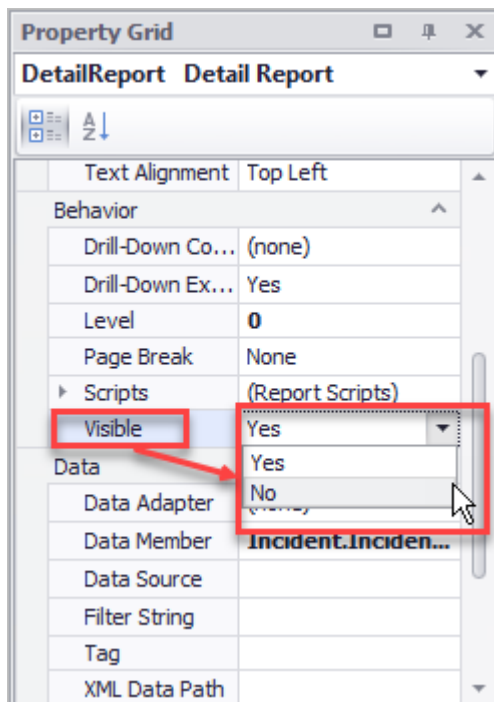 Property Grid
DetailReport Detail Report
A
Z
Text Alignment Top Left
Behavior
Drill-Down Co... (none)
Drill-Down Ex... Yes
Level 0
Page Break None
Scripts (Report Scripts)
Visible Yes
Yes
Data
No
Data Adapter (none)
Data Member Incident.Inciden...
Data Source
Filter String
Tag
XML Data Path